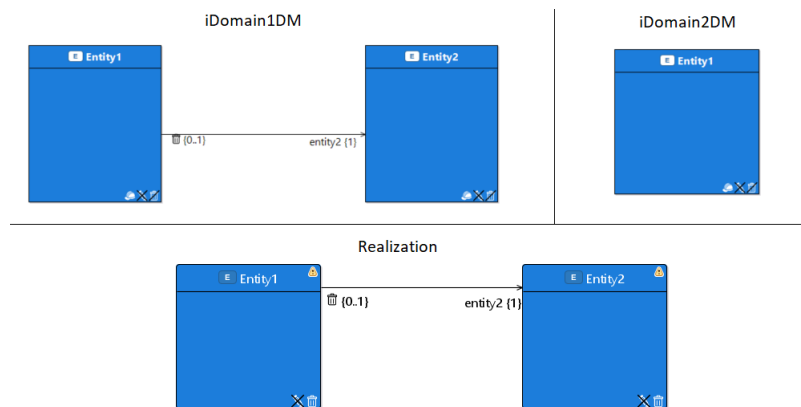 iDomain1DM
iDomain2DM
E Entity1
E Entity2
E Entity1
{0..1}
entity2 {1}
Realization
E Entity1
E Entity2
{0..1}
entity2 {1}